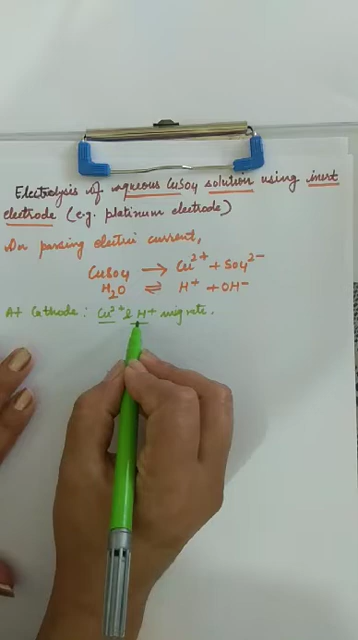 Electrolysis of aqueous CuSO4 solution using inert
electrode (e.g. platinum electrode)
On passing electric current,
CuSO4 → Cu²⁺ + SO4²⁻
H2O ⇌ H⁺ + OH⁻
At Cathode: Cu²⁺ & H⁺ migrate.